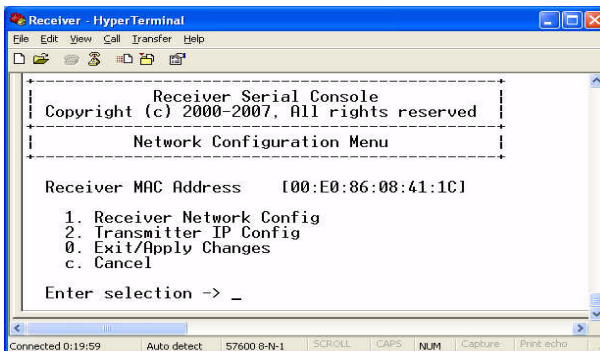 Receiver - HyperTerminal
File Edit View Call Transfer Help
Receiver Serial Console
Copyright (c) 2000-2007, All rights reserved
Network Configuration Menu
Receiver MAC Address [00:E0:86:08:41:1C]
1. Receiver Network Config
2. Transmitter IP Config
0. Exit/Apply Changes
c. Cancel
Enter selection -> _
Connected 0:19:59 Auto detect 57600 8-N-1 SCROLL CAPS NUM Capture Print echo